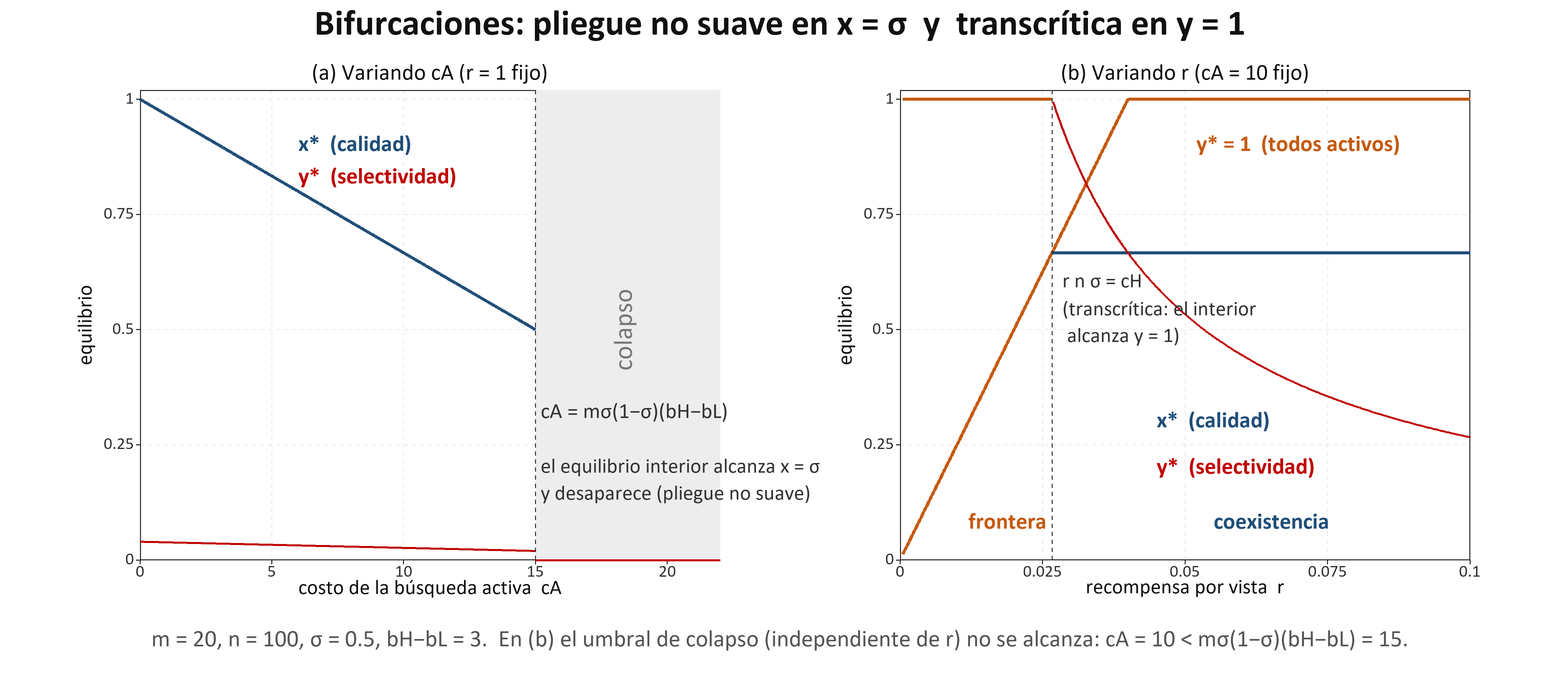 Bifurcaciones: pliegue no suave en x = σ y transcrítica en y = 1
(a) Variando cA (r = 1 fijo)
1
0.75
0.5
0.25
0
equilibrio
x* (calidad)
y* (selectividad)
colapso
cA = mσ(1−σ)(bH−bL)
el equilibrio interior alcanza x = σ
y desaparece (pliegue no suave)
0 5 10 15 20
costo de la búsqueda activa cA
(b) Variando r (cA = 10 fijo)
1
0.75
0.5
0.25
0
equilibrio
y* = 1 (todos activos)
r n σ = cH
(transcrítica: el interior
alcanza y = 1)
x* (calidad)
y* (selectividad)
frontera
coexistencia
0 0.025 0.05 0.075 0.1
recompensa por vista r
m = 20, n = 100, σ = 0.5, bH−bL = 3. En (b) el umbral de colapso (independiente de r) no se alcanza: cA = 10 < mσ(1−σ)(bH−bL) = 15.